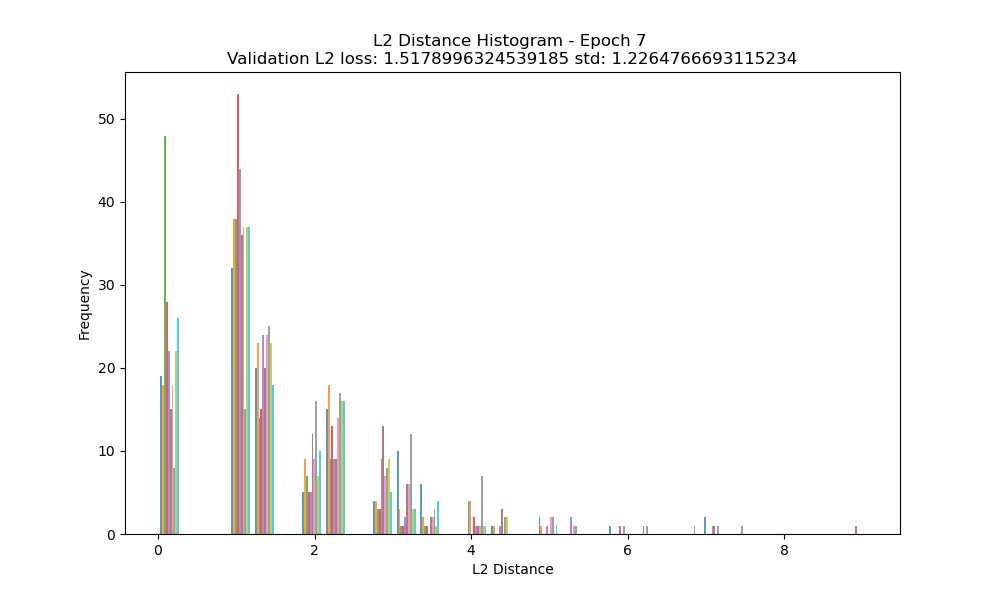 L2 Distance Histogram - Epoch 7
Validation L2 loss: 1.5178996324539185 std: 1.2264766693115234
50
40
30
20
10
0
Frequency
0 2 4 6 8
L2 Distance